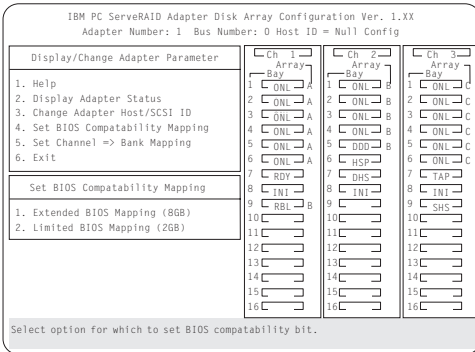 IBM PC ServeRAID Adapter Disk Array Configuration Ver. 1.XX
Adapter Number: 1 Bus Number: 0 Host ID = Null Config
Display/Change Adapter Parameter
1. Help
2. Display Adapter Status
3. Change Adapter Host/SCSI ID
4. Set BIOS Compatability Mapping
5. Set Channel => Bank Mapping
6. Exit
Set BIOS Compatability Mapping
1. Extended BIOS Mapping (8GB)
2. Limited BIOS Mapping (2GB)
Ch 1
Array
Bay
1 ONL A
2 ONL A
3 ONL A
4 ONL A
5 ONL A
6 ONL A
7 RDY
8 INI
9 RBL B
10
11
12
13
14
15
16
Ch 2
Array
Bay
1 ONL B
2 ONL B
3 ONL B
4 ONL B
5 DDD B
6 HSP
7 DHS
8 INI
9
10
11
12
13
14
15
16
Ch 3
Array
Bay
1 ONL C
2 ONL C
3 ONL C
4 ONL C
5 ONL C
6 ONL C
7 TAP
8 INI
9 SHS
10
11
12
13
14
15
16
Select option for which to set BIOS compatability bit.